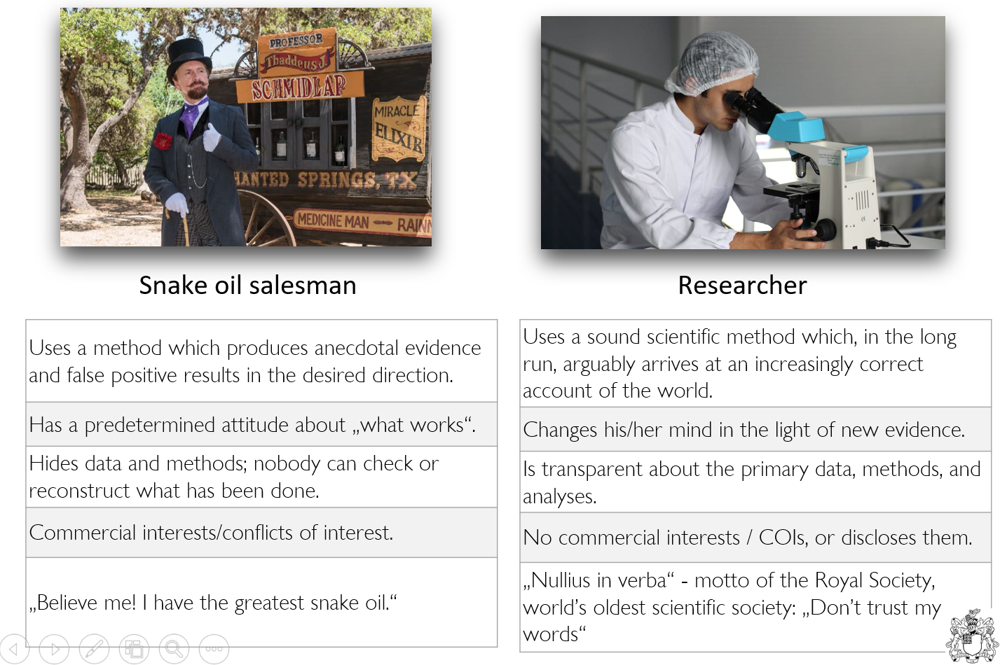 PROFESSOR
Thaddeus J.
SCHMIDLAP
MIRACLE
ELIXIR
HANTED SPRINGS, TX
MEDICINE MAN
RAIN
Snake oil salesman
Uses a method which produces anecdotal evidence
and false positive results in the desired direction.
Has a predetermined attitude about „what works“.
Hides data and methods; nobody can check or
reconstruct what has been done.
Commercial interests/conflicts of interest.
„Believe me! I have the greatest snake oil.“
Researcher
Uses a sound scientific method which, in the long
run, arguably arrives at an increasingly correct
account of the world.
Changes his/her mind in the light of new evidence.
Is transparent about the primary data, methods, and
analyses.
No commercial interests / COIs, or discloses them.
„Nullius in verba“ - motto of the Royal Society,
world’s oldest scientific society: „Don’t trust my
words“